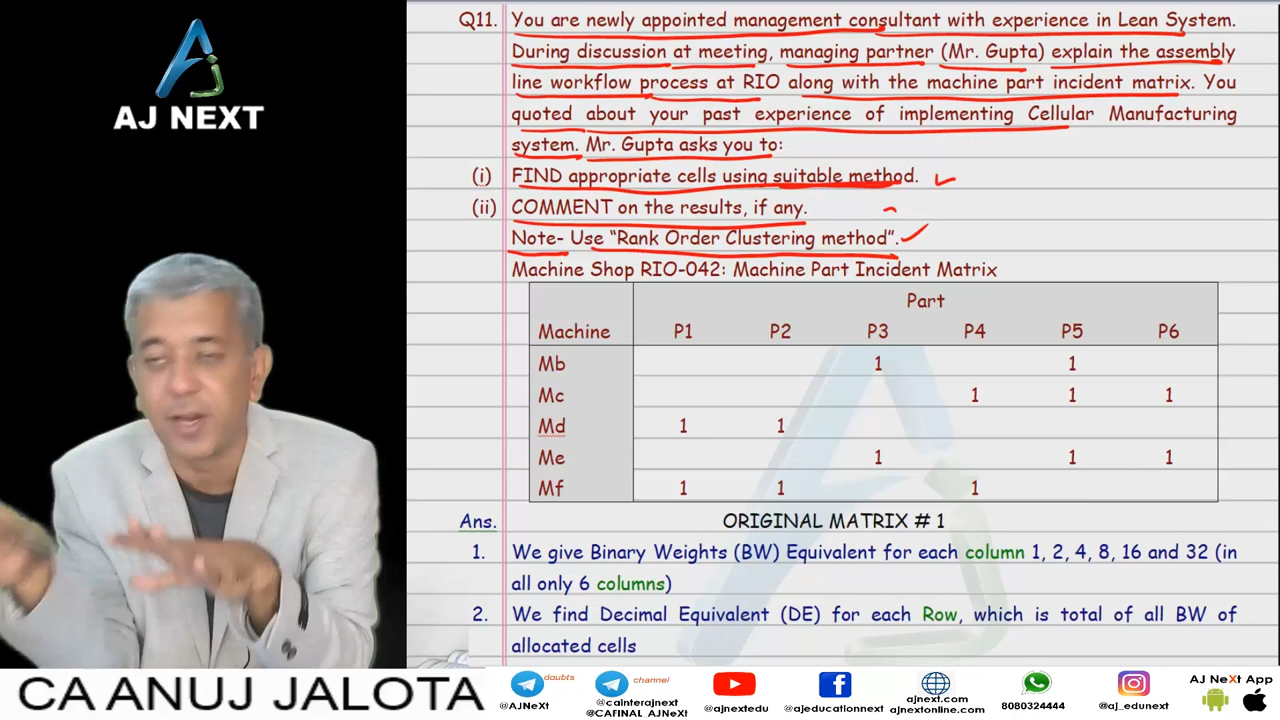 AJ NEXT
Q11. You are newly appointed management consultant with experience in Lean System.
During discussion at meeting, managing partner (Mr. Gupta) explain the assembly
line workflow process at RIO along with the machine part incident matrix. You
quoted about your past experience of implementing Cellular Manufacturing
system. Mr. Gupta asks you to:
(i) FIND appropriate cells using suitable method.
(ii) COMMENT on the results, if any.
Note- Use “Rank Order Clustering method”.
Machine Shop RIO-042: Machine Part Incident Matrix
Part
Machine P1 P2 P3 P4 P5 P6
Mb 1 1
Mc 1 1 1
Md 1 1
Me 1 1 1
Mf 1 1 1
Ans. ORIGINAL MATRIX # 1
1. We give Binary Weights (BW) Equivalent for each column 1, 2, 4, 8, 16 and 32 (in
all only 6 columns)
2. We find Decimal Equivalent (DE) for each Row, which is total of all BW of
allocated cells
CA ANUJ JALOTA
doubts
@AJNeXt
channel
@cainterajnext
@CAFINAL_AJNeXt
@ajnextedu
@ajeducationnext
ajnext.com
ajnextonline.com
8080324444
@aj_edunext
AJ NeXt App